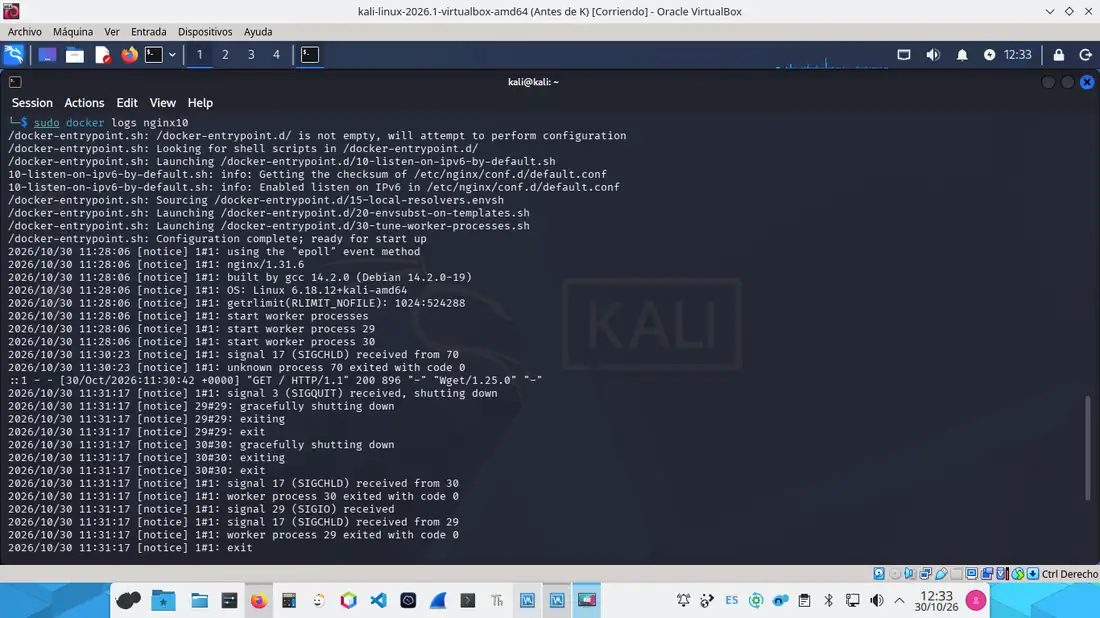 kali-linux-2026.1-virtualbox-amd64 (Antes de K) [Corriendo] - Oracle VirtualBox
Archivo Máquina Ver Entrada Dispositivos Ayuda
1 2 3 4 12:33
kali@kali: ~
Session Actions Edit View Help
└─$ sudo docker logs nginx10
/docker-entrypoint.sh: /docker-entrypoint.d/ is not empty, will attempt to perform configuration
/docker-entrypoint.sh: Looking for shell scripts in /docker-entrypoint.d/
/docker-entrypoint.sh: Launching /docker-entrypoint.d/10-listen-on-ipv6-by-default.sh
10-listen-on-ipv6-by-default.sh: info: Getting the checksum of /etc/nginx/conf.d/default.conf
10-listen-on-ipv6-by-default.sh: info: Enabled listen on IPv6 in /etc/nginx/conf.d/default.conf
/docker-entrypoint.sh: Sourcing /docker-entrypoint.d/15-local-resolvers.envsh
/docker-entrypoint.sh: Launching /docker-entrypoint.d/20-envsubst-on-templates.sh
/docker-entrypoint.sh: Launching /docker-entrypoint.d/30-tune-worker-processes.sh
/docker-entrypoint.sh: Configuration complete; ready for start up
2026/10/30 11:28:06 [notice] 1#1: using the "epoll" event method
2026/10/30 11:28:06 [notice] 1#1: nginx/1.31.6
2026/10/30 11:28:06 [notice] 1#1: built by gcc 14.2.0 (Debian 14.2.0-19)
2026/10/30 11:28:06 [notice] 1#1: OS: Linux 6.18.12+kali-amd64
2026/10/30 11:28:06 [notice] 1#1: getrlimit(RLIMIT_NOFILE): 1024:524288
2026/10/30 11:28:06 [notice] 1#1: start worker processes
2026/10/30 11:28:06 [notice] 1#1: start worker process 29
2026/10/30 11:28:06 [notice] 1#1: start worker process 30
2026/10/30 11:30:23 [notice] 1#1: signal 17 (SIGCHLD) received from 70
2026/10/30 11:30:23 [notice] 1#1: unknown process 70 exited with code 0
::1 - - [30/Oct/2026:11:30:42 +0000] "GET / HTTP/1.1" 200 896 "-" "Wget/1.25.0" "-"
2026/10/30 11:31:17 [notice] 1#1: signal 3 (SIGQUIT) received, shutting down
2026/10/30 11:31:17 [notice] 29#29: gracefully shutting down
2026/10/30 11:31:17 [notice] 29#29: exiting
2026/10/30 11:31:17 [notice] 29#29: exit
2026/10/30 11:31:17 [notice] 30#30: gracefully shutting down
2026/10/30 11:31:17 [notice] 30#30: exiting
2026/10/30 11:31:17 [notice] 30#30: exit
2026/10/30 11:31:17 [notice] 1#1: signal 17 (SIGCHLD) received from 30
2026/10/30 11:31:17 [notice] 1#1: worker process 30 exited with code 0
2026/10/30 11:31:17 [notice] 1#1: signal 29 (SIGIO) received
2026/10/30 11:31:17 [notice] 1#1: signal 17 (SIGCHLD) received from 29
2026/10/30 11:31:17 [notice] 1#1: worker process 29 exited with code 0
2026/10/30 11:31:17 [notice] 1#1: exit
KALI
Ctrl Derecho
Th ES 12:33
30/10/26